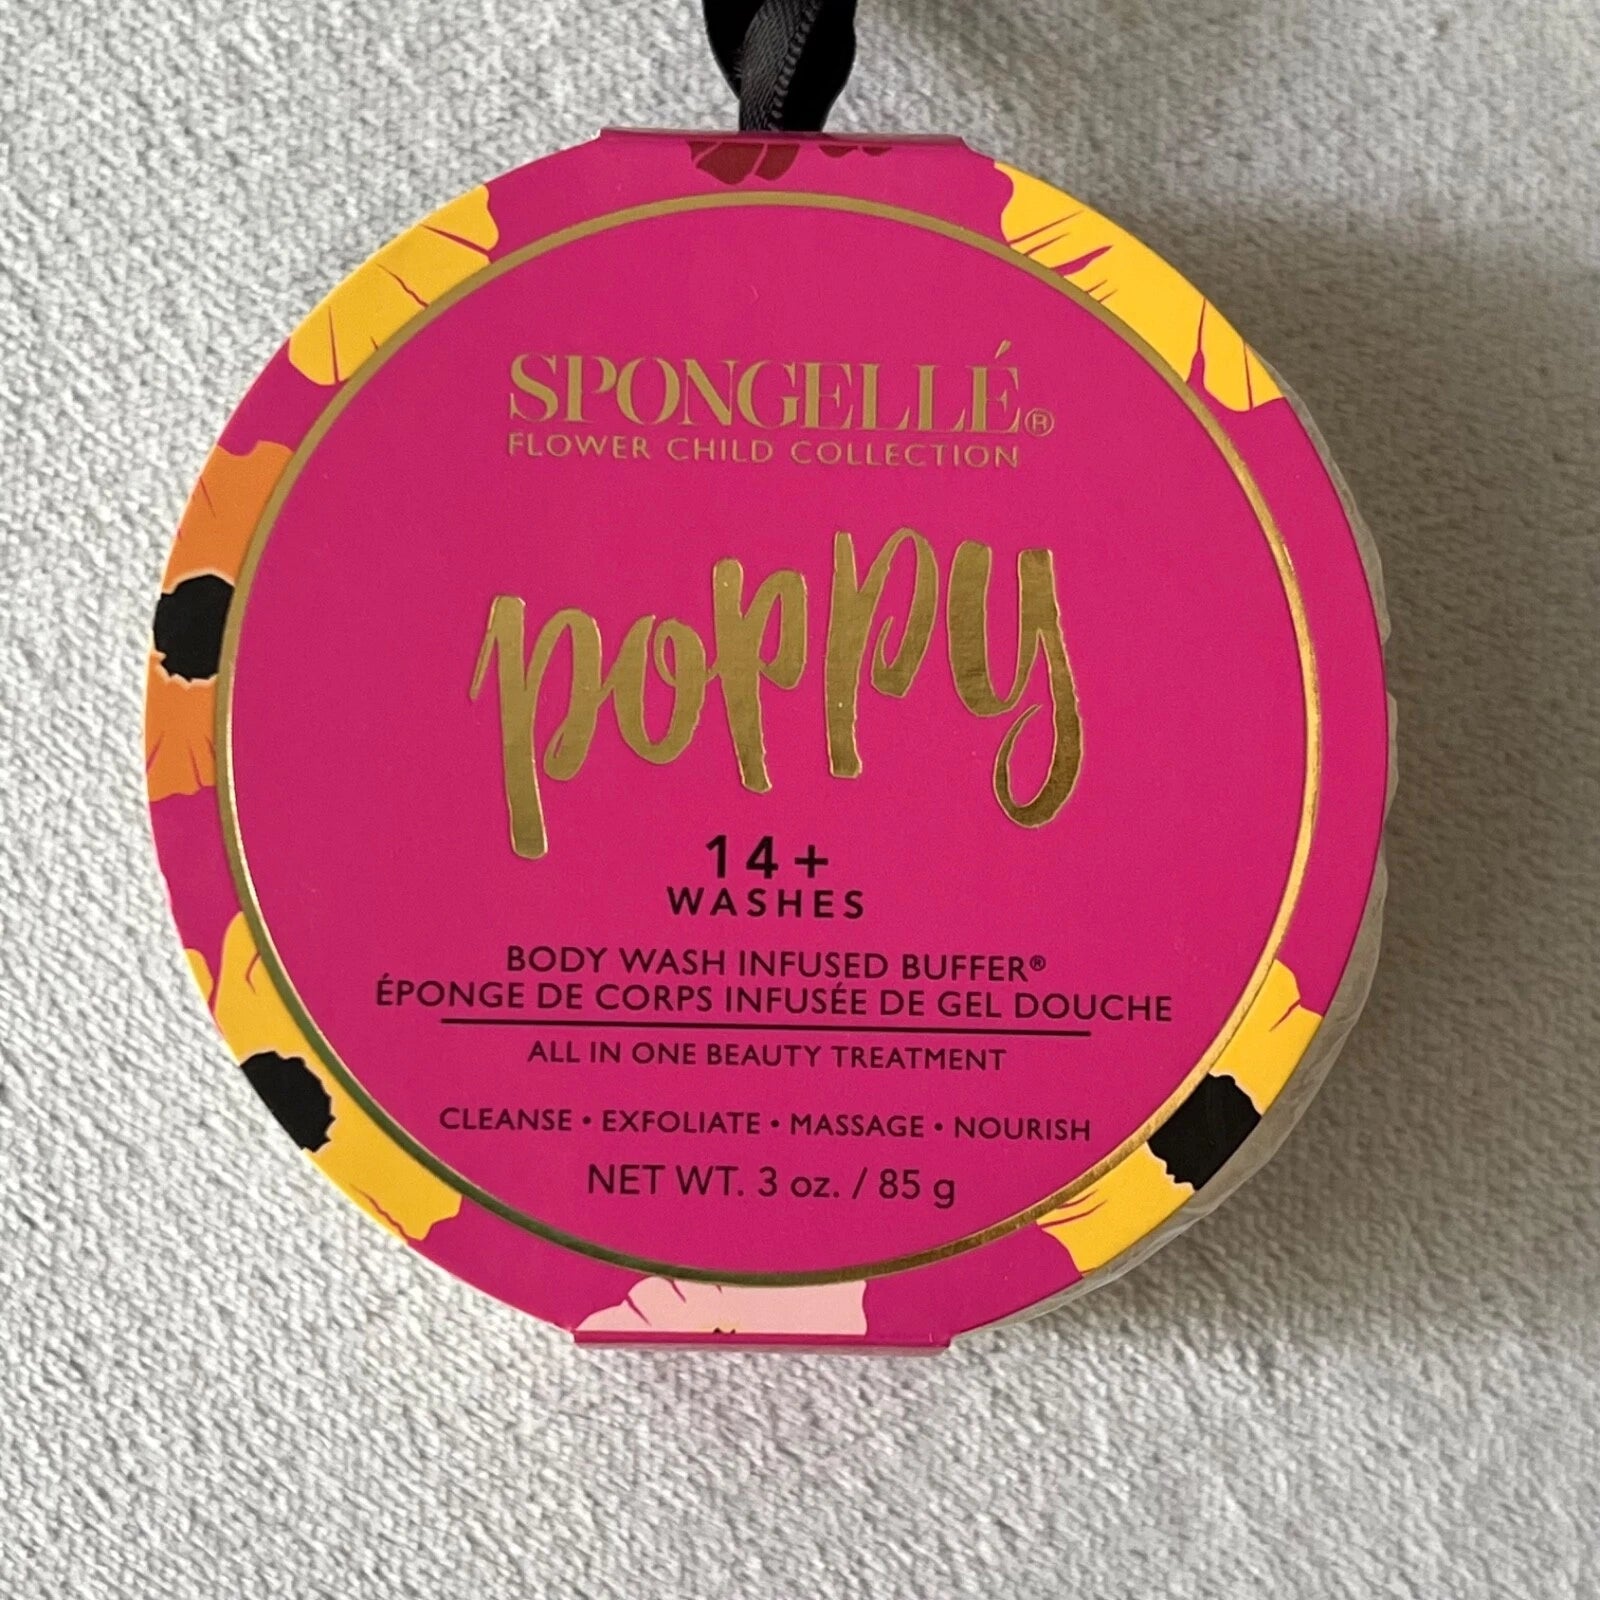 SPONGELLÉ®
FLOWER CHILD COLLECTION
poppy
14+
WASHES
BODY WASH INFUSED BUFFER®
ÉPONGE DE CORPS INFUSÉE DE GEL DOUCHE
ALL IN ONE BEAUTY TREATMENT
CLEANSE • EXFOLIATE • MASSAGE • NOURISH
NET WT. 3 oz. / 85 g